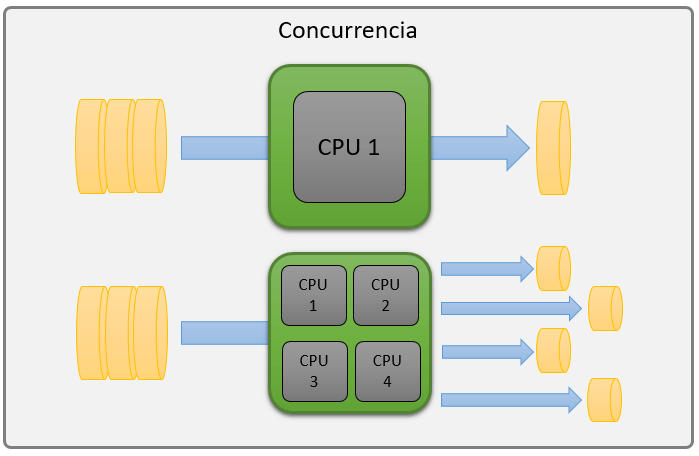 Concurrencia
CPU 1
CPU
1
CPU
2
CPU
3
CPU
4